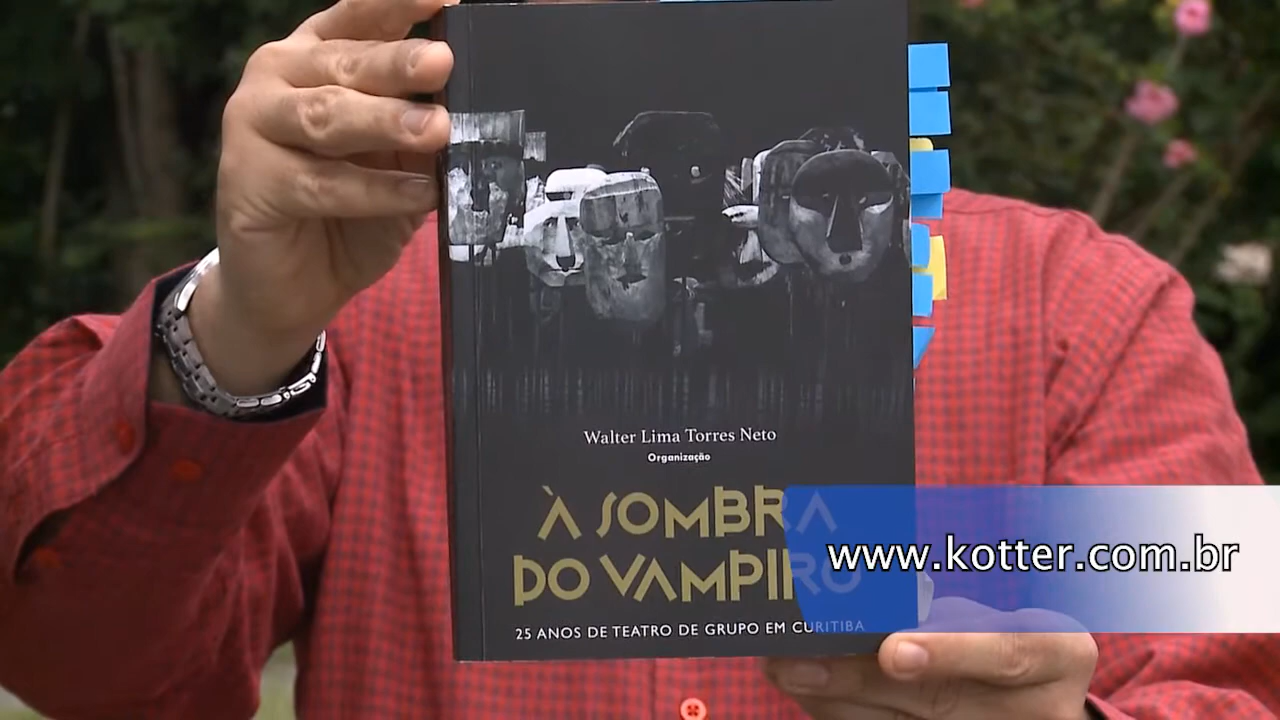 Walter Lima Torres Neto
Organização
À SOMBRA
DO VAMPIRO
25 ANOS DE TEATRO DE GRUPO EM CURITIBA
www.kotter.com.br